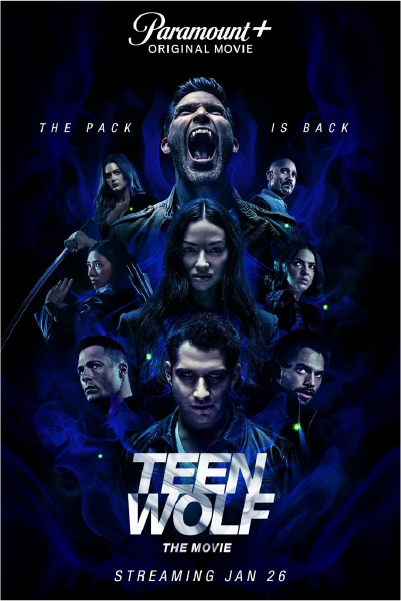 Paramount+
ORIGINAL MOVIE
THE PACK IS BACK
TEEN
WOLF
THE MOVIE
STREAMING JAN 26